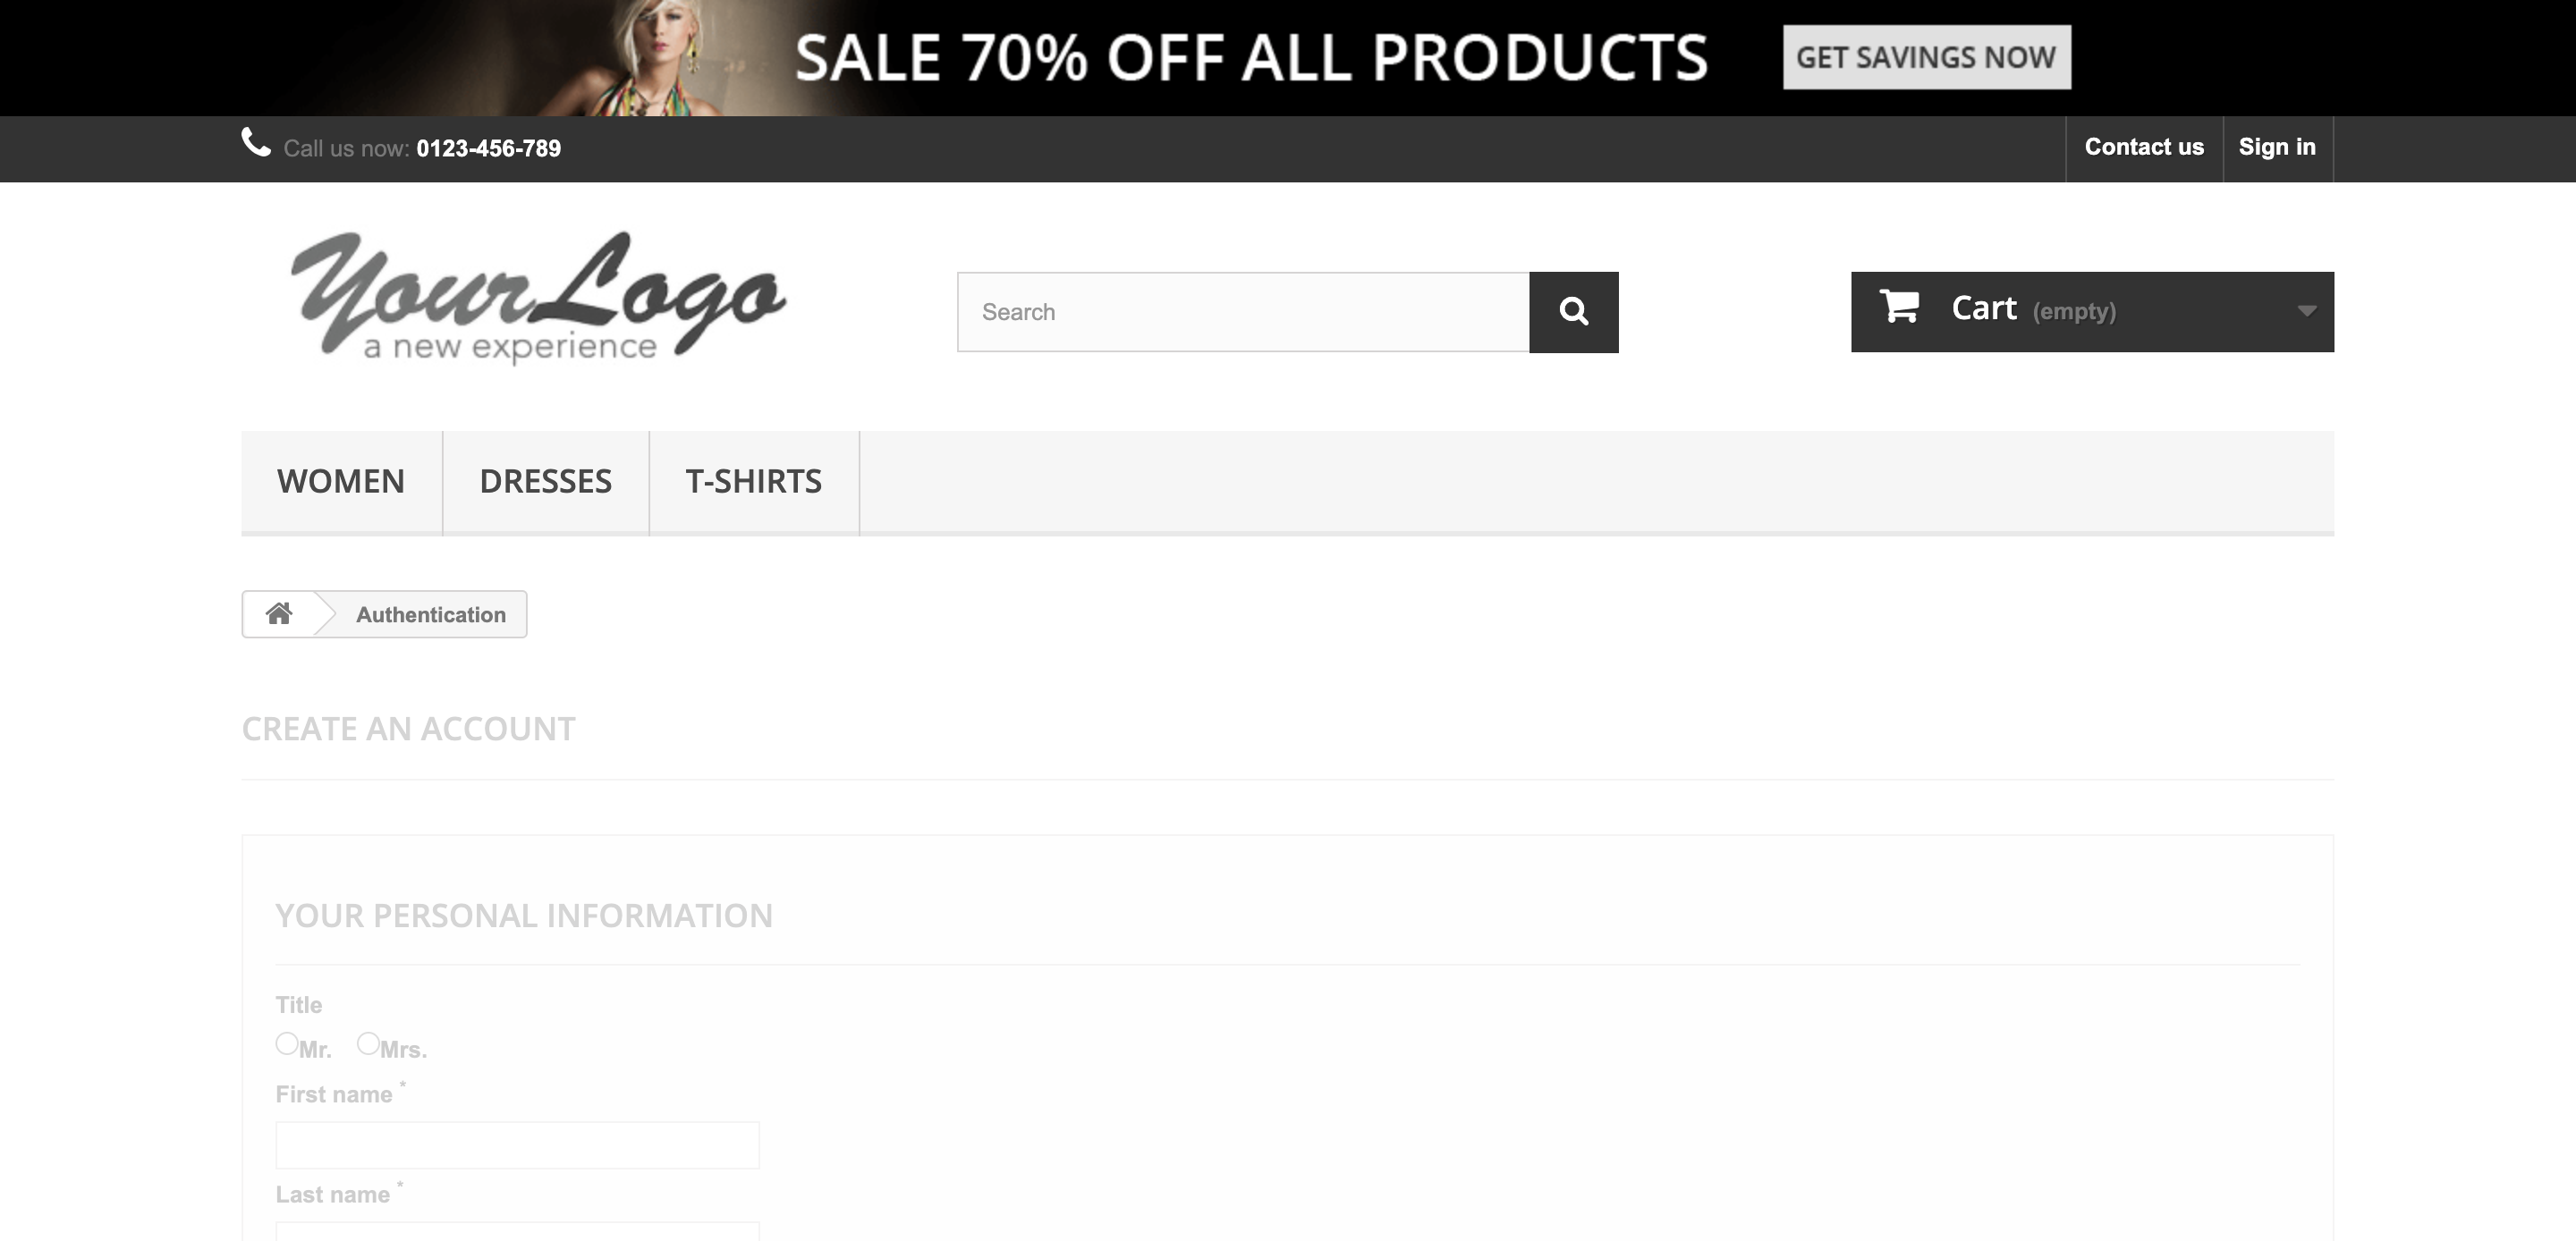 SALE 70% OFF ALL PRODUCTS GET SAVINGS NOW
Call us now: 0123-456-789 Contact us Sign in
Your Logo
a new experience
Search
Cart (empty)
WOMEN DRESSES T-SHIRTS
Authentication
CREATE AN ACCOUNT
YOUR PERSONAL INFORMATION
Title
Mr. Mrs.
First name *
Last name *